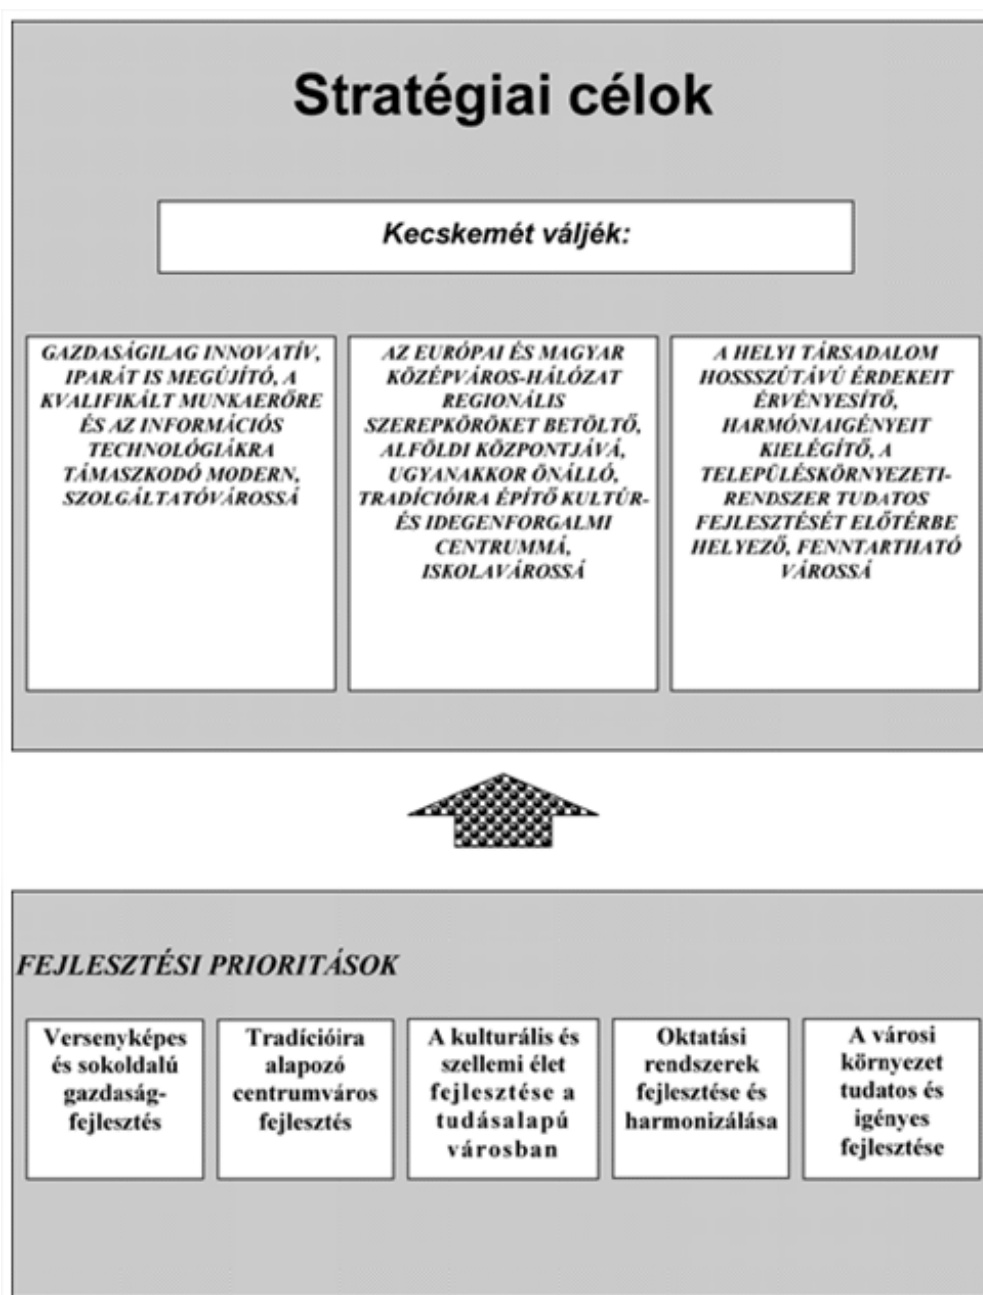 Stratégiai célok
Kecskemét váljék:
GAZDASÁGILAG INNOVATÍV,
IPARÁT IS MEGÚJÍTÓ, A
KVALIFIKÁLT MUNKAERŐRE
ÉS AZ INFORMÁCIÓS
TECHNOLÓGIÁKRA
TÁMASZKODÓ MODERN,
SZOLGÁLTATÓVÁROSSÁ
AZ EURÓPAI ÉS MAGYAR
KÖZÉPVÁROS-HÁLÓZAT
REGIONÁLIS
SZEREPKÖRÖKET BETÖLTŐ,
ALFÖLDI KÖZPONTJÁVÁ,
UGYANAKKOR ÖNÁLLÓ,
TRADÍCIÓIRA ÉPÍTŐ KULTÚR-
ÉS IDEGENFORGALMI
CENTRUMMÁ,
ISKOLAVÁROSSÁ
A HELYI TÁRSADALOM
HOSSSZÚTÁVÚ ÉRDEKEIT
ÉRVÉNYESÍTŐ,
HARMÓNIAIGÉNYEIT
KIELÉGÍTŐ, A
TELEPÜLÉSKÖRNYEZETI-
RENDSZER TUDATOS
FEJLESZTÉSÉT ELŐTÉRBE
HELYEZŐ, FENNTARTHATÓ
VÁROSSÁ
FEJLESZTÉSI PRIORITÁSOK
Versenyképes
és sokoldalú
gazdaság-
fejlesztés
Tradícióira
alapozó
centrumváros
fejlesztés
A kulturális és
szellemi élet
fejlesztése a
tudásalapú
városban
Oktatási
rendszerek
fejlesztése és
harmonizálása
A városi
környezet
tudatos és
igényes
fejlesztése